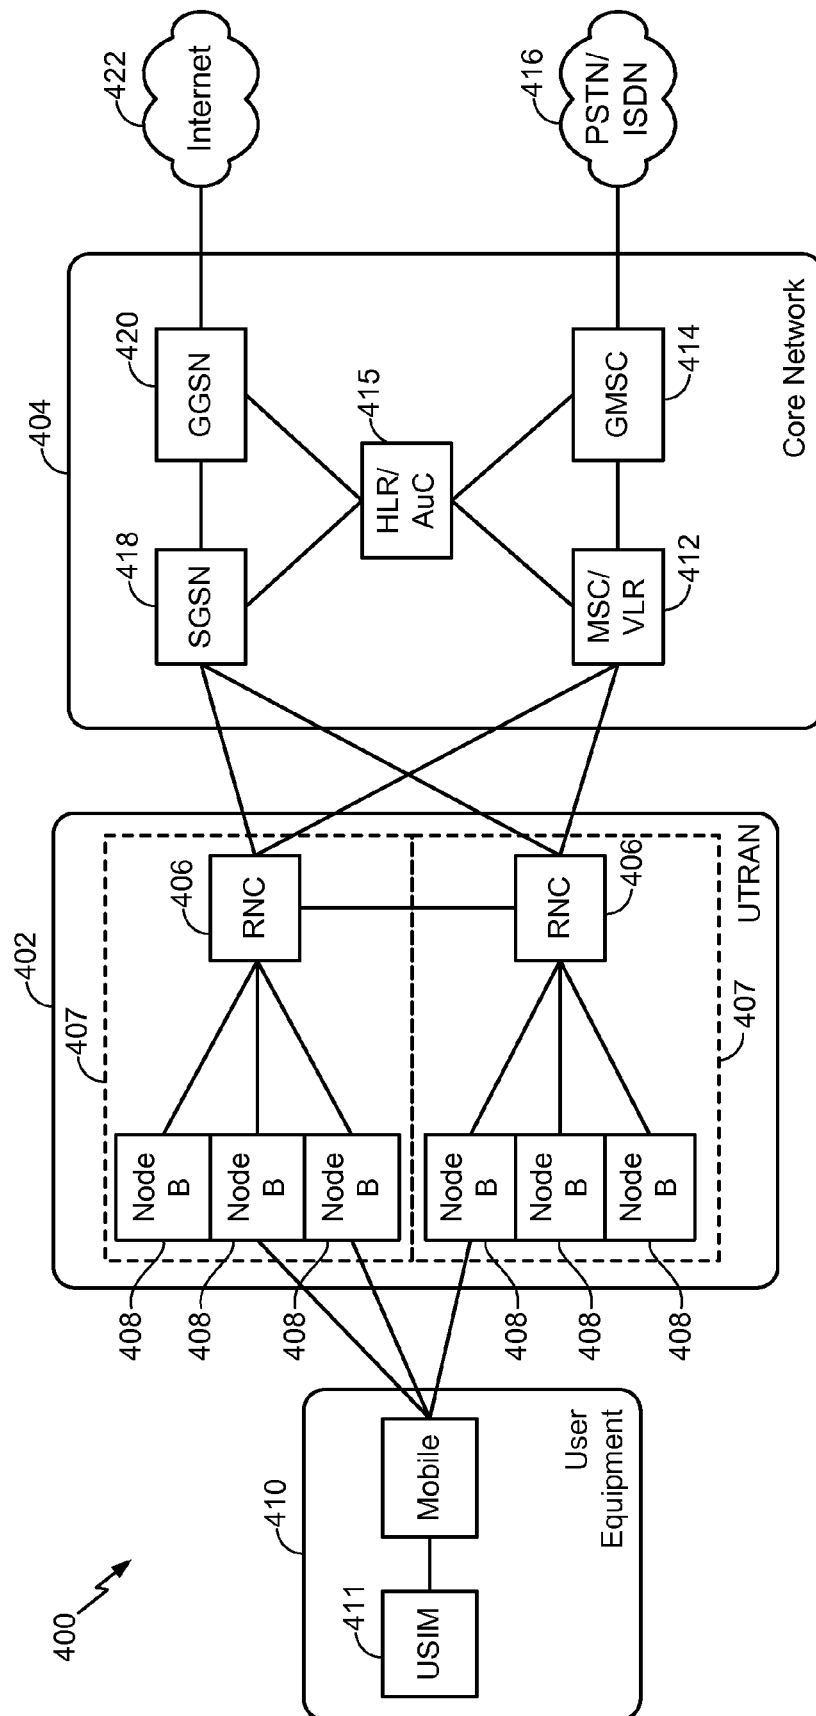 400
410
411
USIM
Mobile
User
Equipment
402
407
408
Node
B
408
Node
B
408
Node
B
406
RNC
408
Node
B
408
Node
B
408
Node
B
RNC
406
407
UTRAN
404
418
SGSN
420
GGSN
415
HLR/
AuC
MSC/
VLR
412
GMSC
414
Core Network
422
Internet
416
PSTN/
ISDN